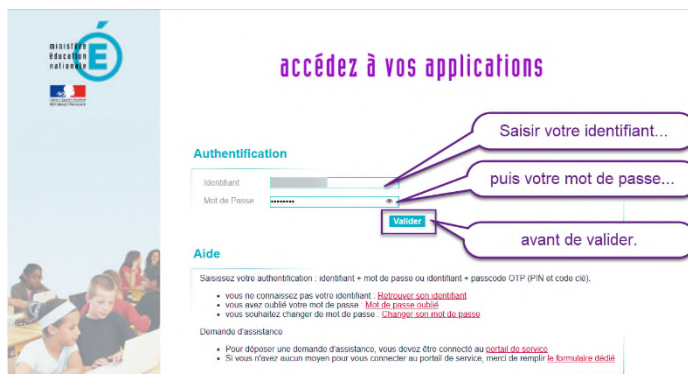 ministère
éducation
nationale
accédez à vos applications
Saisir votre identifiant...
Authentification
Identifiant
puis votre mot de passe...
Mot de Passe
Valider
avant de valider.
Aide
Saisissez votre authentification : identifiant + mot de passe ou identifiant + passcode OTP (PIN et code clé).
vous ne connaissez pas votre identifiant : Retrouver son identifiant
vous avez oublié votre mot de passe : Mot de passe oublié
vous souhaitez changer de mot de passe : Changer son mot de passe
Demande d'assistance
Pour déposer une demande d'assistance, vous devez être connecté au portail de service
Si vous n'avez aucun moyen pour vous connecter au portail de service, merci de remplir le formulaire dédié